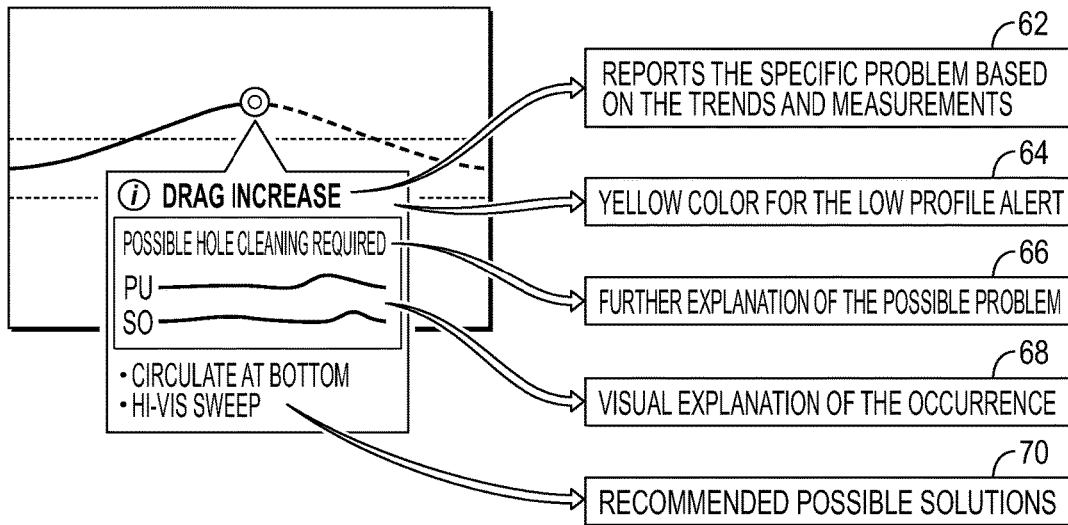 62
REPORTS THE SPECIFIC PROBLEM BASED
ON THE TRENDS AND MEASUREMENTS
64
YELLOW COLOR FOR THE LOW PROFILE ALERT
66
FURTHER EXPLANATION OF THE POSSIBLE PROBLEM
68
VISUAL EXPLANATION OF THE OCCURRENCE
70
RECOMMENDED POSSIBLE SOLUTIONS
i DRAG INCREASE
POSSIBLE HOLE CLEANING REQUIRED
PU
SO
• CIRCULATE AT BOTTOM
• HI-VIS SWEEP